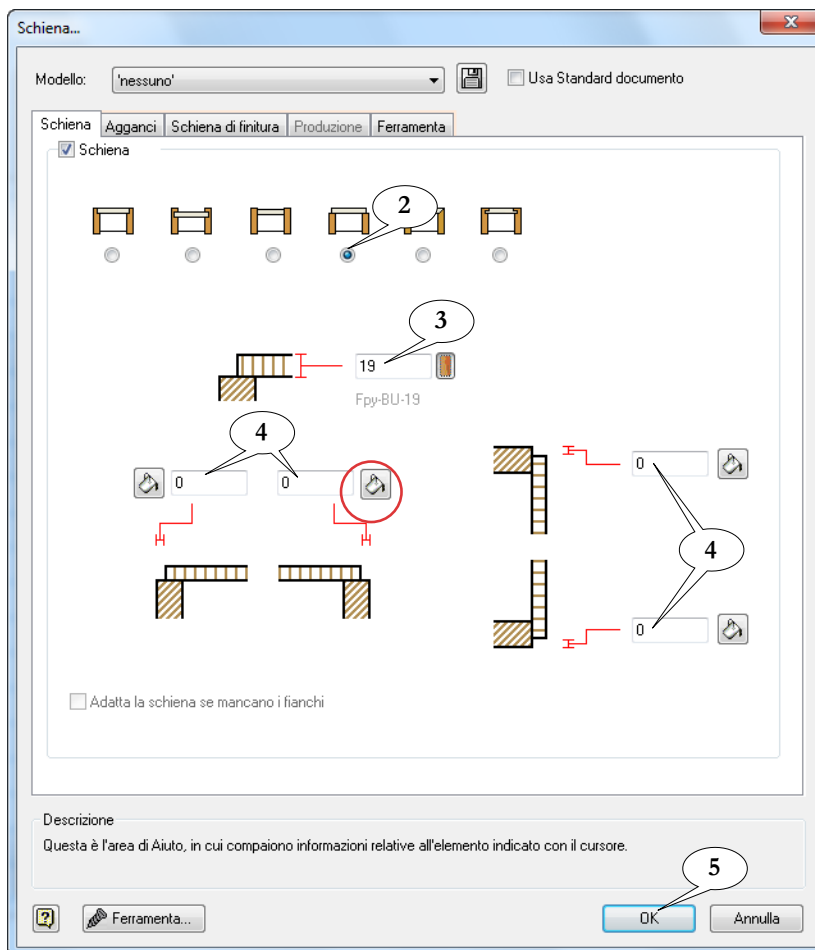 Schiena...
Modello: 'nessuno' Usa Standard documento
Schiena Agganci Schiena di finitura Produzione Ferramenta
Schiena
2
3
19
Fpy-BU-19
4
0 0 0
4
0
Adatta la schiena se mancano i fianchi
Descrizione
Questa è l'area di Aiuto, in cui compaiono informazioni relative all'elemento indicato con il cursore.
5
? Ferramenta... OK Annulla